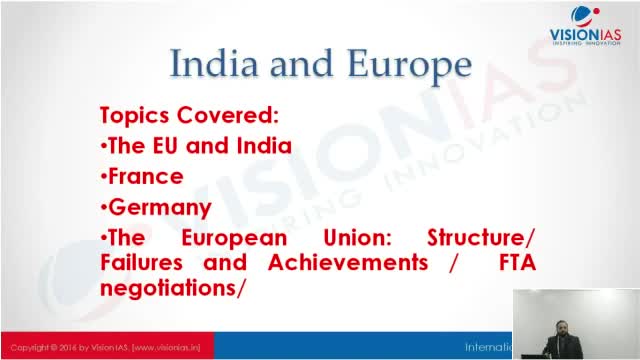 VISIONIAS
INSPIRING INNOVATION
India and Europe
Topics Covered:
•The EU and India
•France
•Germany
•The European Union: Structure/
Failures and Achievements / FTA
negotiations/
VISIONIAS
INSPIRING INNOVATION
Copyright © 2016 by Vision IAS, [www.visionias.in]